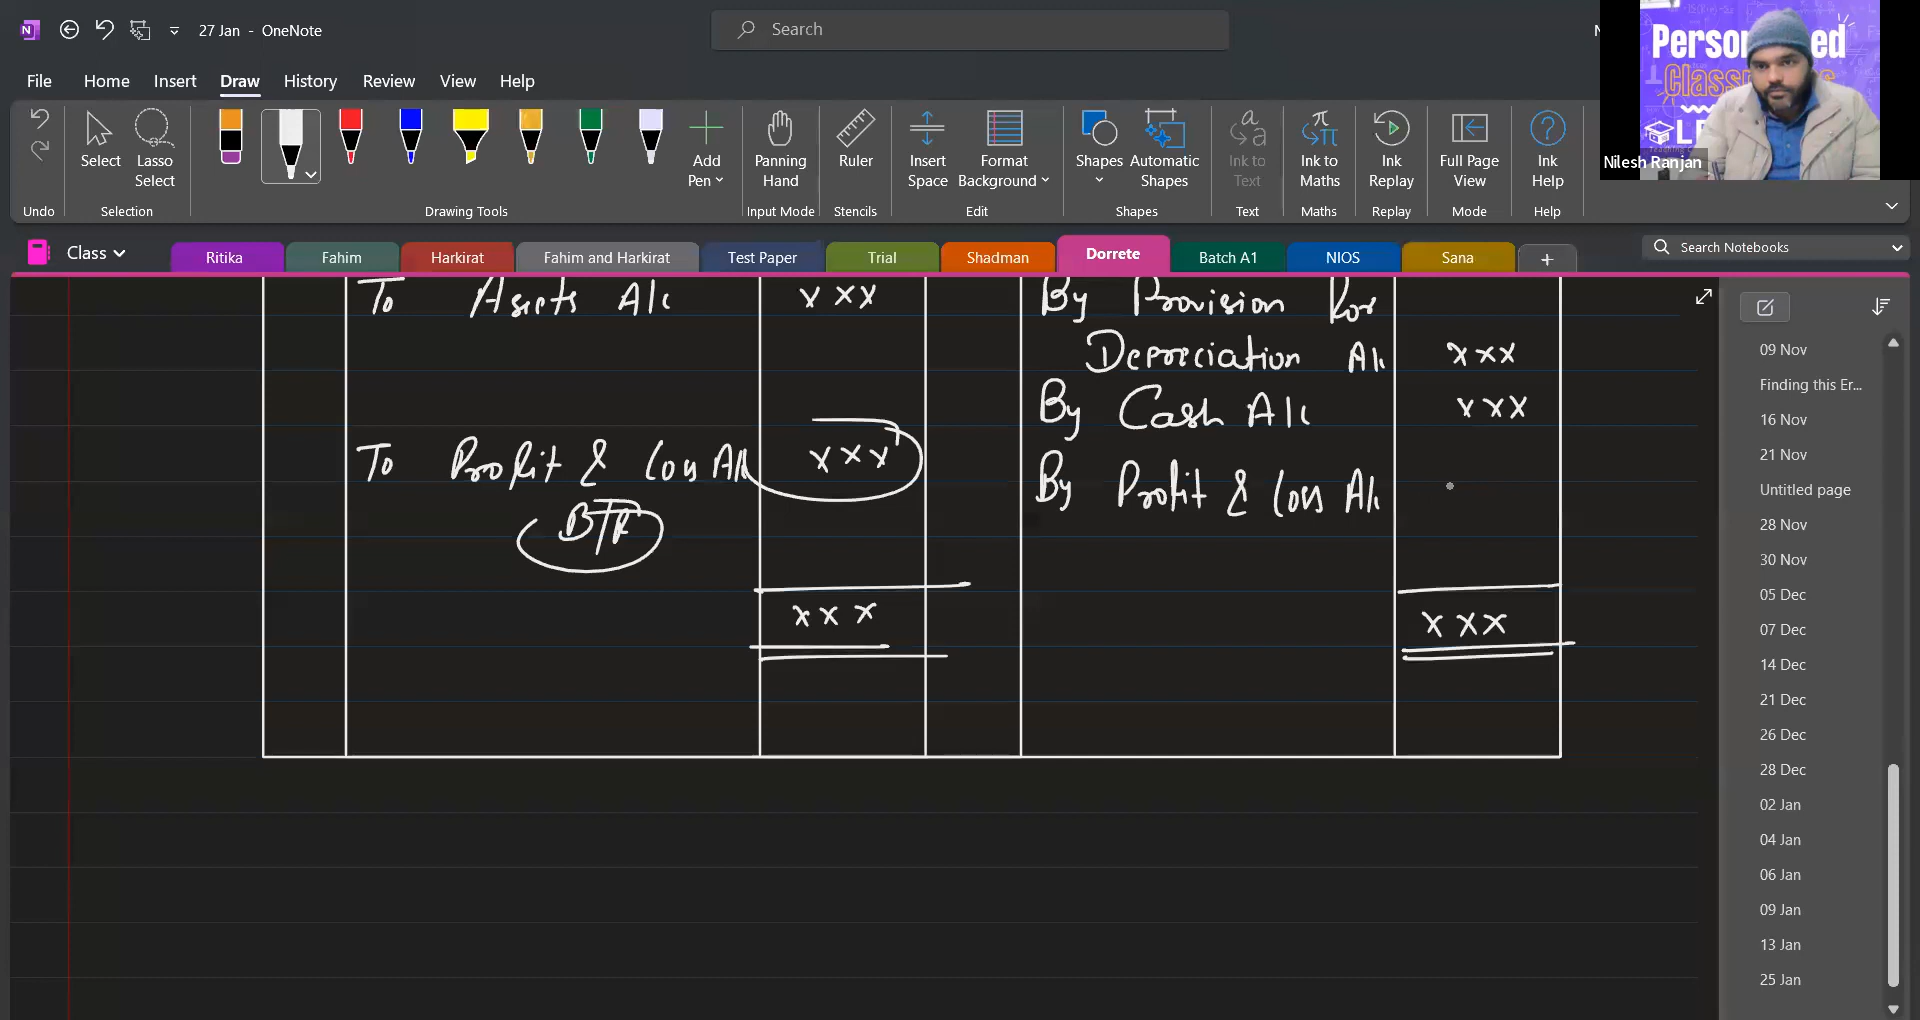 27 Jan - OneNote
Search
File Home Insert Draw History Review View Help
Select
Lasso Select
Add Pen
Panning Hand
Ruler
Insert Space
Format Background
Shapes
Automatic Shapes
Ink to Text
Ink to Maths
Ink Replay
Full Page View
Ink Help
Undo Selection Drawing Tools Input Mode Stencils Edit Shapes Text Maths Replay Mode Help
Nilesh Ranjan
Class
Ritika Fahim Harkirat Fahim and Harkirat Test Paper Trial Shadman Dorrete Batch A1 NIOS Sana +
Search Notebooks
To Assets A/c xxx
By Provision for
Depreciation A/c xxx
By Cash A/c xxx
To Profit & Loss A/c xxx
By Profit & Loss A/c
xxx
xxx
09 Nov
Finding this Er...
16 Nov
21 Nov
Untitled page
28 Nov
30 Nov
05 Dec
07 Dec
14 Dec
21 Dec
26 Dec
28 Dec
02 Jan
04 Jan
06 Jan
09 Jan
13 Jan
25 Jan